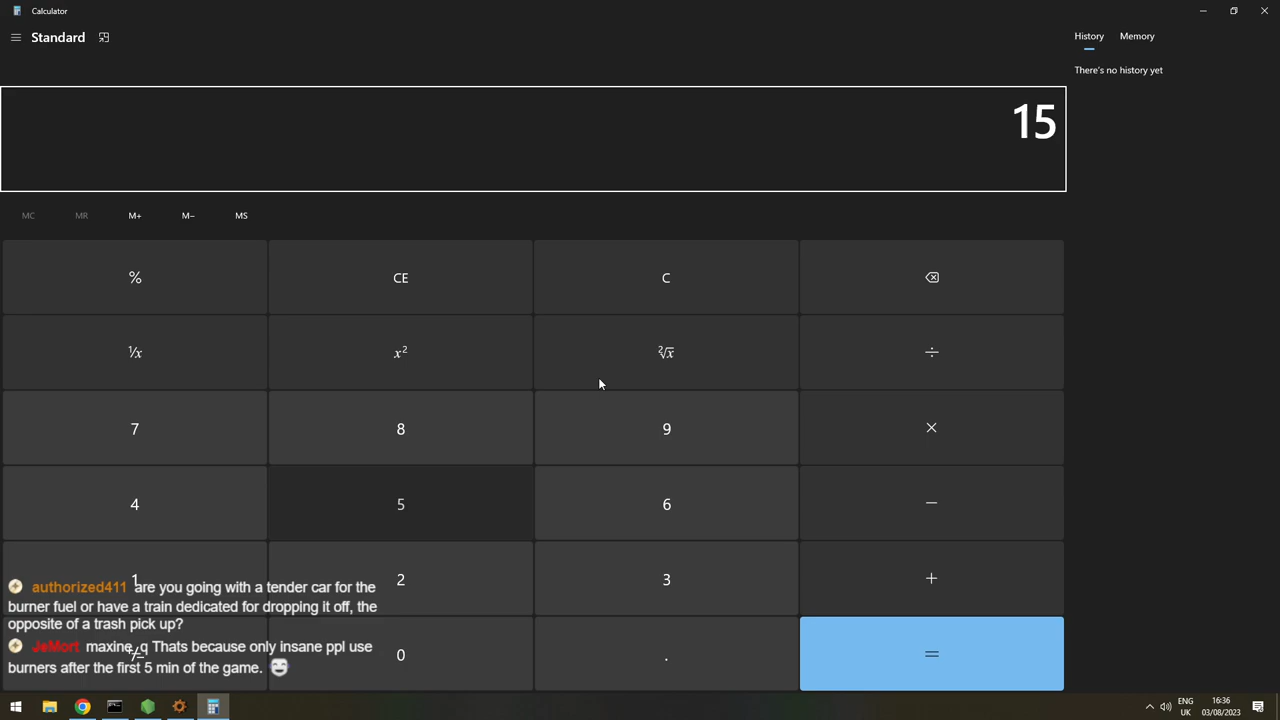 Calculator
Standard
History Memory
There's no history yet
15
MC MR M+ M− MS
% CE C
¹⁄x x² ²√x ÷
7 8 9 ×
4 5 6 −
1 2 3 +
+/− 0 . =
authorized411 are you going with a tender car for the
burner fuel or have a train dedicated for dropping it off, the
opposite of a trash pick up?
JeMort maxine_q Thats because only insane ppl use
burners after the first 5 min of the game.
ENG
UK
16:36
03/08/2023